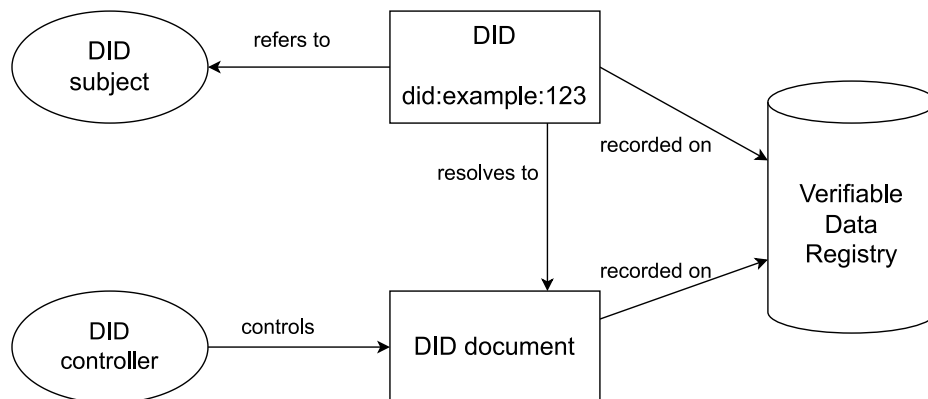 DID
subject
refers to
DID
did:example:123
recorded on
resolves to
Verifiable
Data
Registry
recorded on
DID
controller
controls
DID document